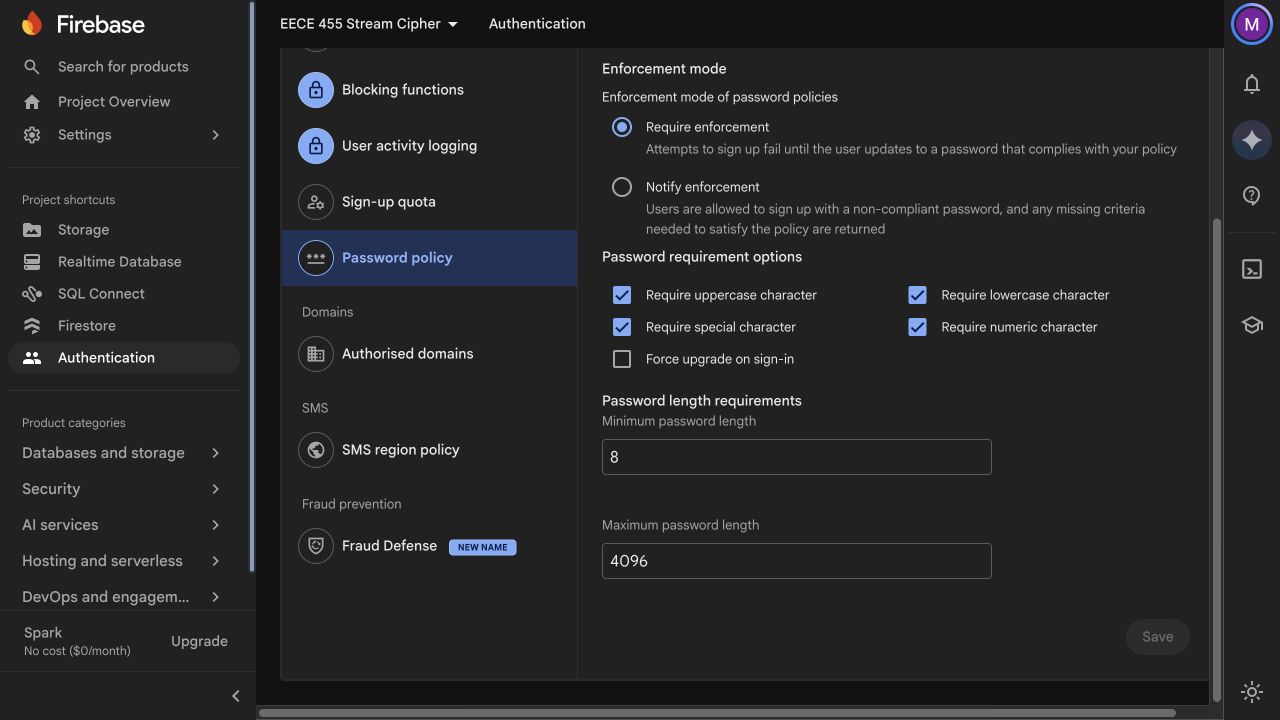 Firebase
Search for products
Project Overview
Settings
Project shortcuts
Storage
Realtime Database
SQL Connect
Firestore
Authentication
Product categories
Databases and storage
Security
AI services
Hosting and serverless
DevOps and engagem...
Spark
No cost ($0/month)
Upgrade
EECE 455 Stream Cipher
Authentication
Blocking functions
User activity logging
Sign-up quota
Password policy
Domains
Authorised domains
SMS
SMS region policy
Fraud prevention
Fraud Defense NEW NAME
Enforcement mode
Enforcement mode of password policies
Require enforcement
Attempts to sign up fail until the user updates to a password that complies with your policy
Notify enforcement
Users are allowed to sign up with a non-compliant password, and any missing criteria
needed to satisfy the policy are returned
Password requirement options
Require uppercase character
Require lowercase character
Require special character
Require numeric character
Force upgrade on sign-in
Password length requirements
Minimum password length
8
Maximum password length
4096
Save
M